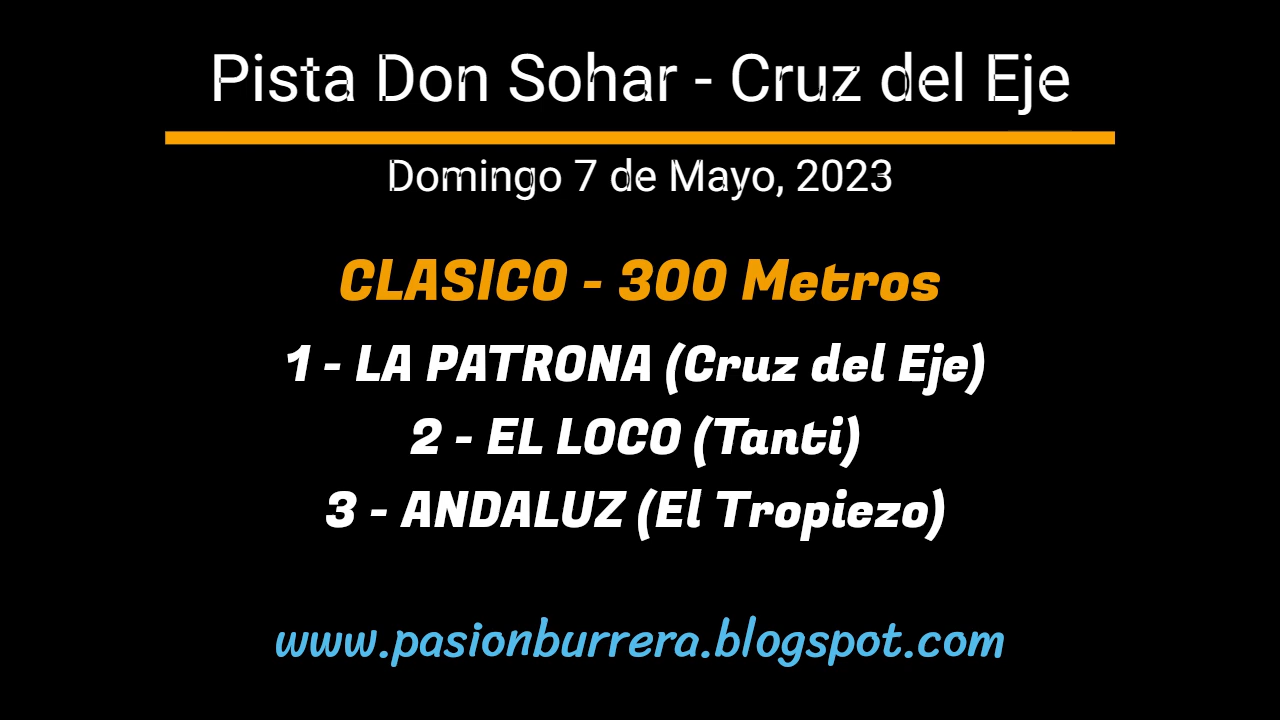 Pista Don Sohar - Cruz del Eje
Domingo 7 de Mayo, 2023
CLASICO - 300 Metros
1 - LA PATRONA (Cruz del Eje)
2 - EL LOCO (Tanti)
3 - ANDALUZ (El Tropiezo)
www.pasionburrera.blogspot.com